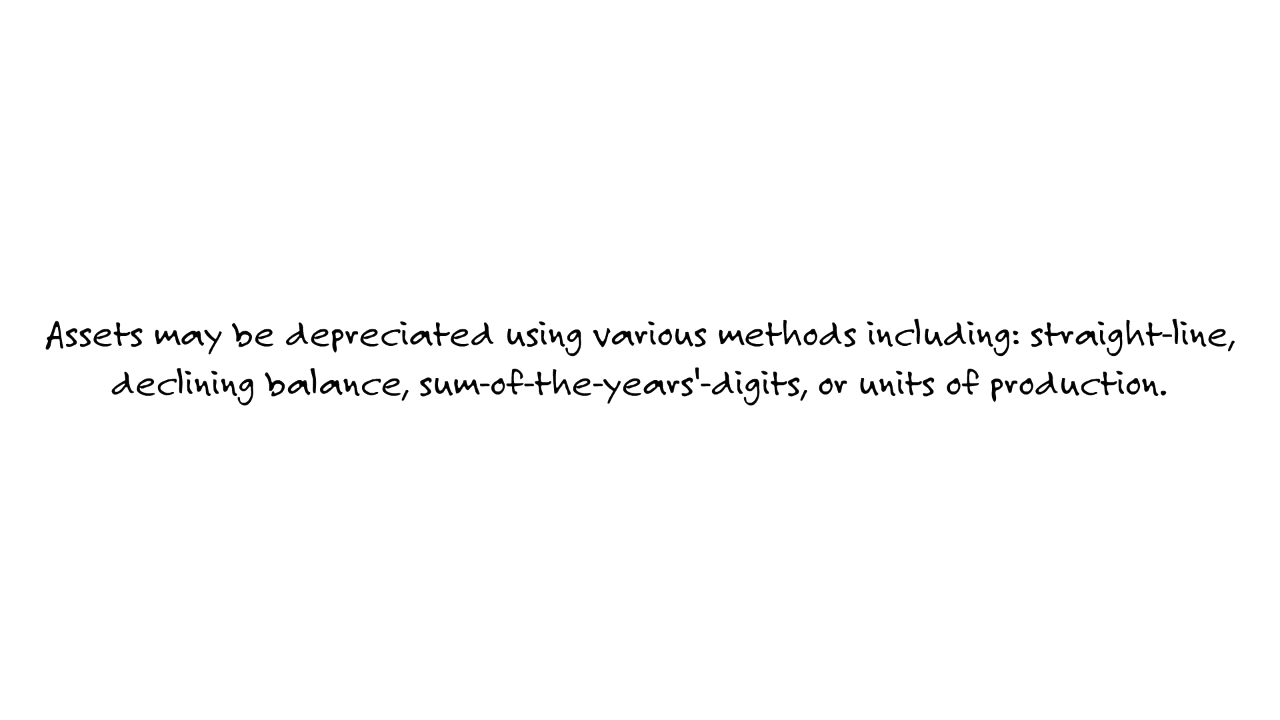 Assets may be depreciated using various methods including: straight-line,
declining balance, sum-of-the-years'-digits, or units of production.